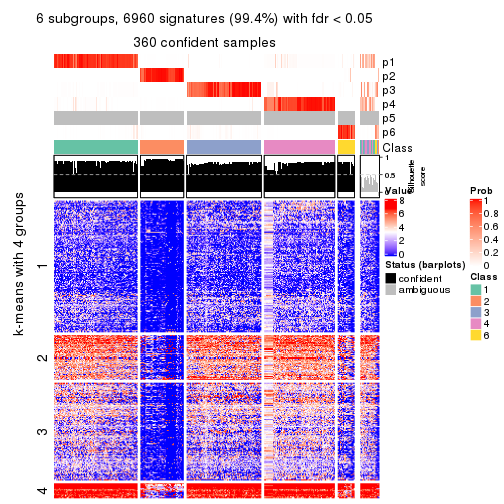 6 subgroups, 6960 signatures (99.4%) with fdr < 0.05
360 confident samples
p1
p2
p3
p4
p5
p6
Class
1
0.5
0
Silhouette
score
k-means with 4 groups
1
2
3
4
Value
8
6
4
2
0
Status (barplots)
confident
ambiguous
Prob
1
0.8
0.6
0.4
0.2
0
Class
1
2
3
4
6